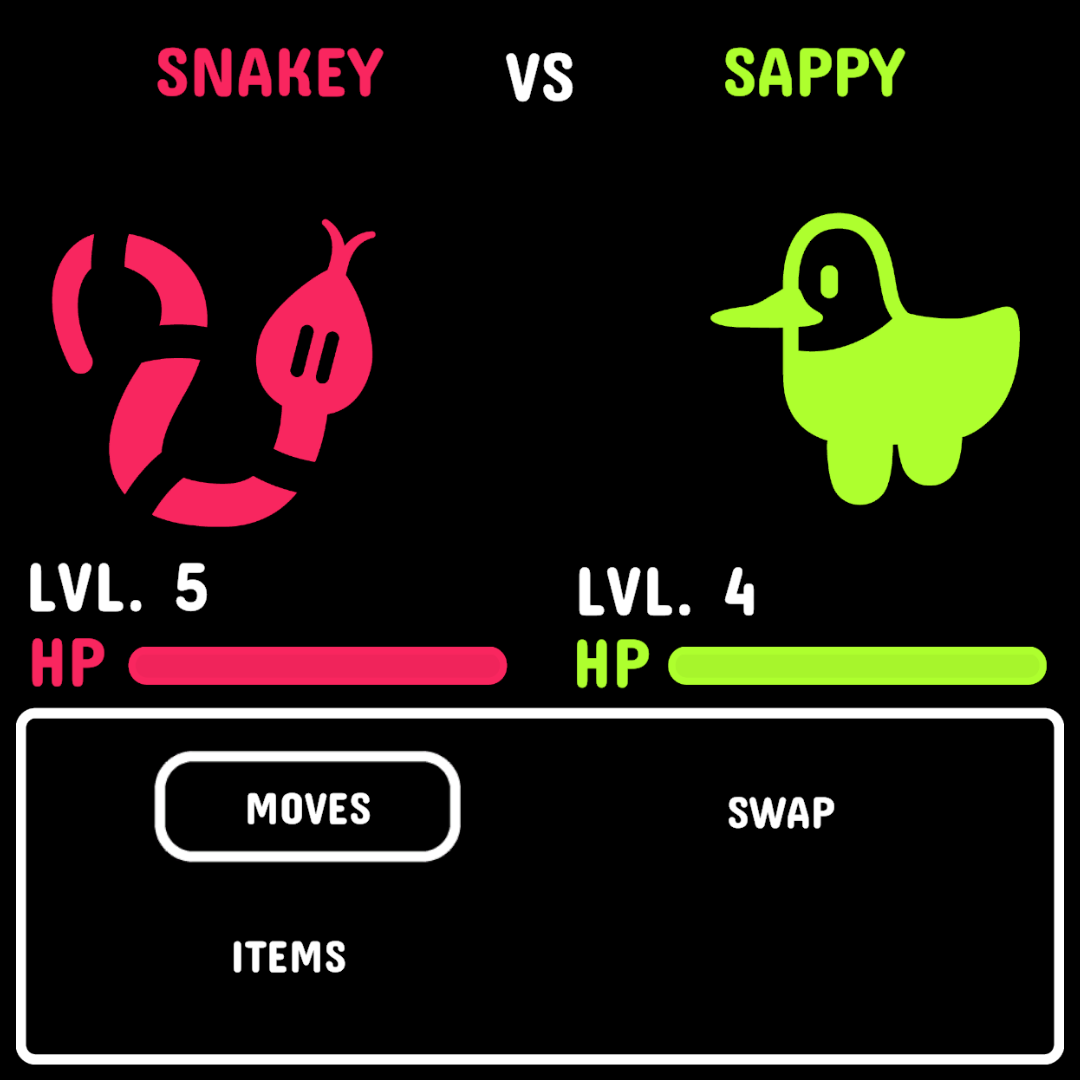 SNAKEY VS SAPPY
LVL. 5 LVL. 4
HP HP
MOVES SWAP
ITEMS